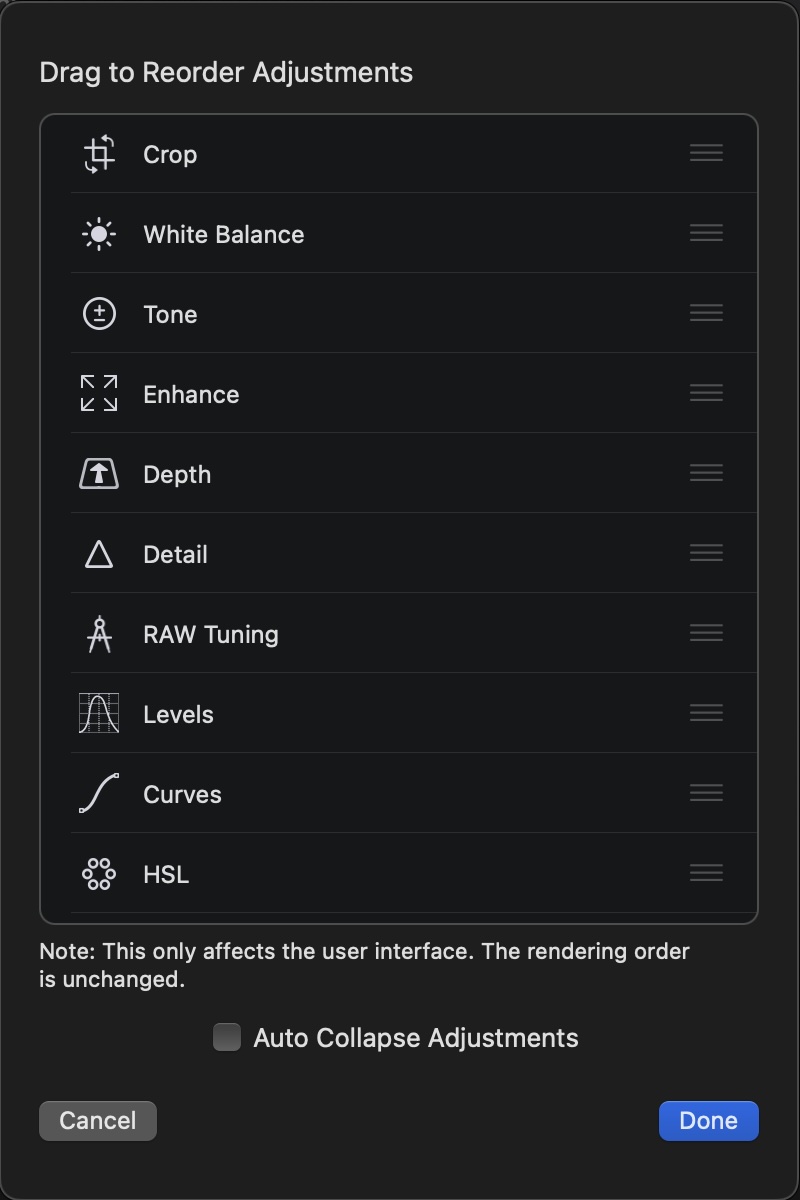 Drag to Reorder Adjustments
Crop
White Balance
Tone
Enhance
Depth
Detail
RAW Tuning
Levels
Curves
HSL
Note: This only affects the user interface. The rendering order
is unchanged.
Auto Collapse Adjustments
Cancel
Done